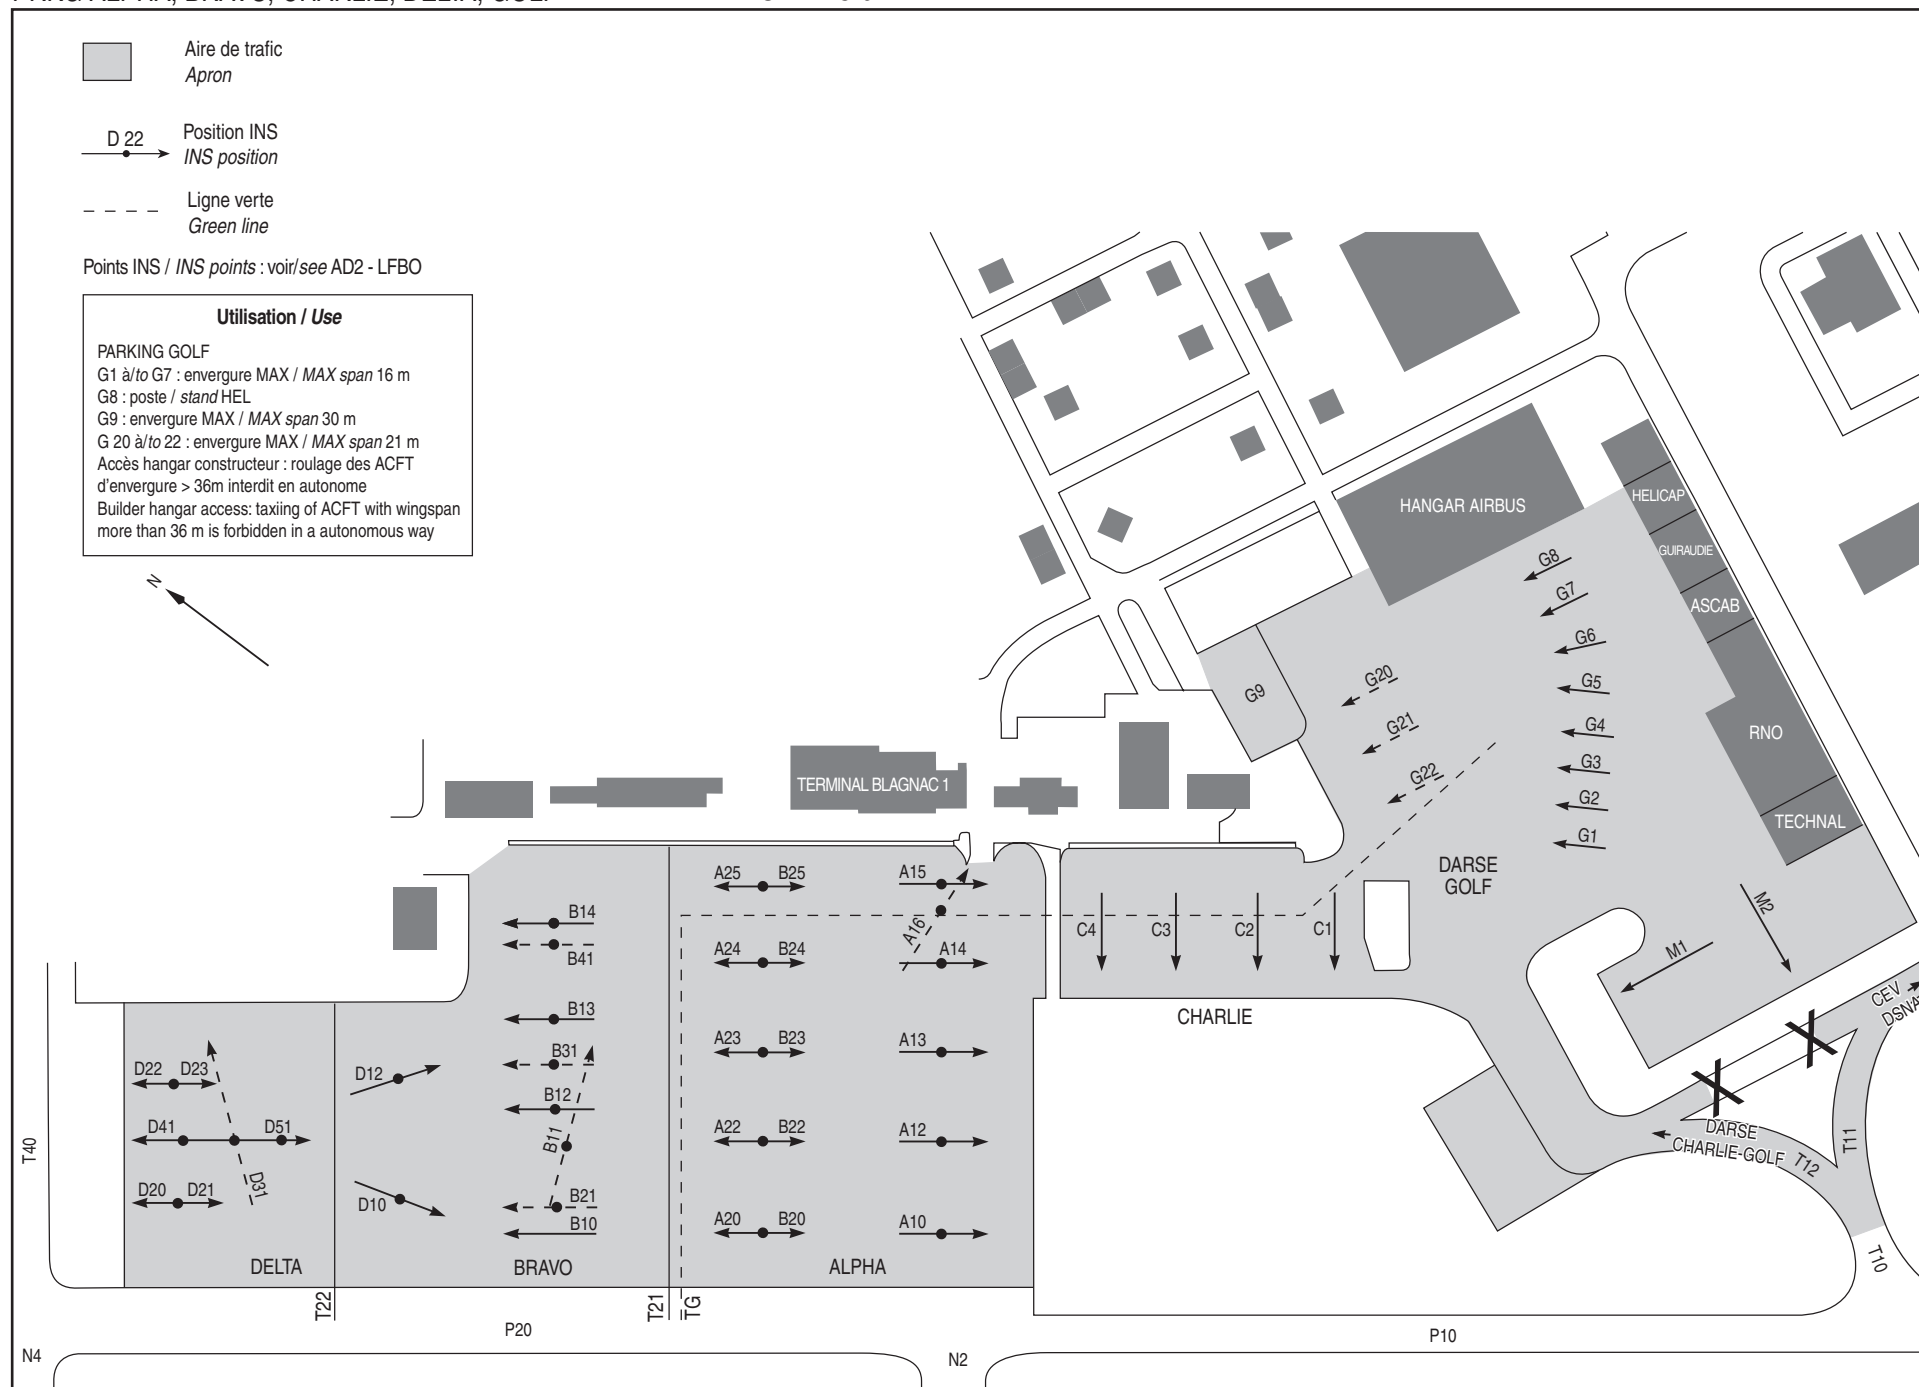 Aire de trafic
Apron
D 22
Position INS
INS position
Ligne verte
Green line
Points INS / INS points : voir/see AD2 - LFBO
Utilisation / Use
PARKING GOLF
G1 à/to G7 : envergure MAX / MAX span 16 m
G8 : poste / stand HEL
G9 : envergure MAX / MAX span 30 m
G 20 à/to 22 : envergure MAX / MAX span 21 m
Accès hangar constructeur : roulage des ACFT
d'envergure > 36m interdit en autonome
Builder hangar access: taxiing of ACFT with wingspan
more than 36 m is forbidden in a autonomous way
N
HANGAR AIRBUS
HELICAP
GUIRAUDIE
ASCAB
RNO
TECHNAL
G8
G7
G6
G5
G4
G3
G2
G1
G9
G20
G21
G22
DARSE
GOLF
TERMINAL BLAGNAC 1
A25 B25
A15
A16
A24 B24
A14
A23 B23
A13
A22 B22
A12
A20 B20
A10
ALPHA
B14
B41
B13
B31
B12
B11
B21
B10
BRAVO
D12
D10
D22 D23
D41 D51
D20 D21
D31
DELTA
C4 C3 C2 C1
CHARLIE
M2
M1
CEV
DARSE
CHARLIE-GOLF
T12
T11
T10
T40
T22
T21
TG
P20
P10
N4
N2